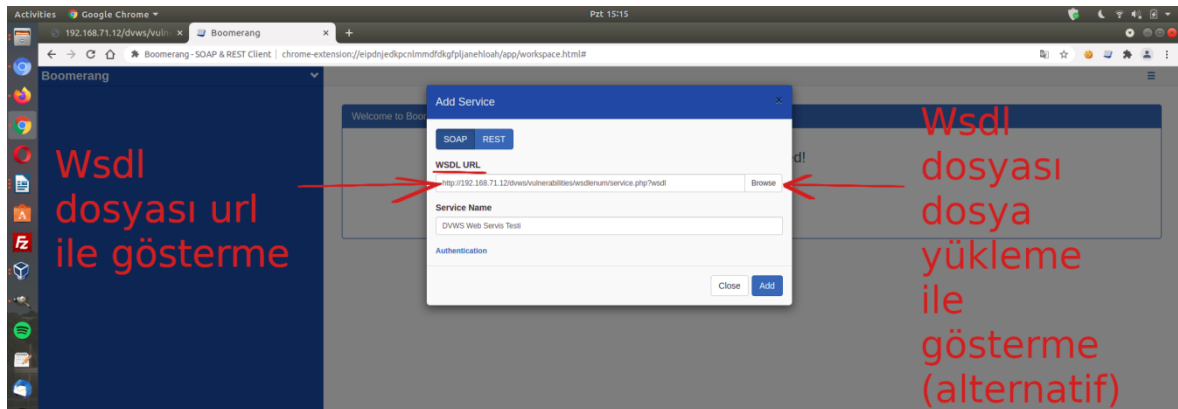 Activities Google Chrome Pzt 15:15
192.168.71.12/dvws/vuln Boomerang
Boomerang - SOAP & REST Client chrome-extension://eipdnjedkpcnlmmdfdkgfpljanehloah/app/workspace.html#
Boomerang
Add Service
Welcome to Boo
SOAP REST
d!
WSDL URL
http://192.168.71.12/dvws/vulnerabilities/wsdlenum/service.php?wsdl Browse
Service Name
DVWS Web Servis Testi
Authentication
Close Add
Wsdl
dosyası url
ile gösterme
Wsdl
dosyası
dosya
yükleme
ile
gösterme
(alternatif)